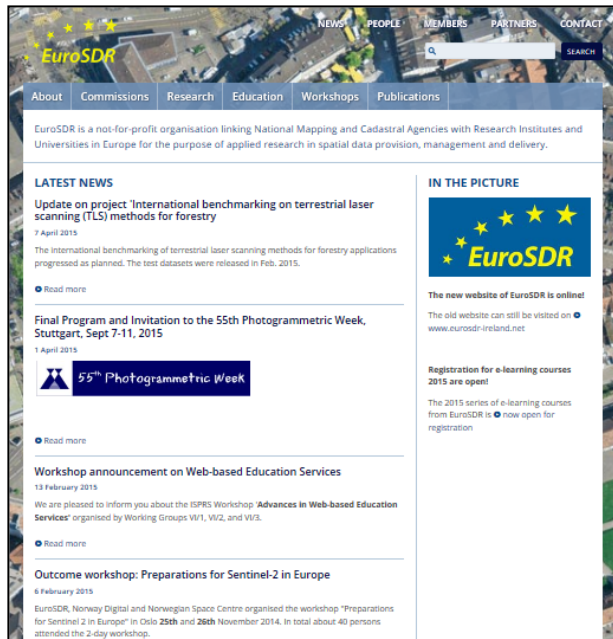 NEWS PEOPLE MEMBERS PARTNERS CONTACT
EuroSDR
SEARCH
About Commissions Research Education Workshops Publications
EuroSDR is a not-for-profit organisation linking National Mapping and Cadastral Agencies with Research Institutes and
Universities in Europe for the purpose of applied research in spatial data provision, management and delivery.
LATEST NEWS
Update on project 'International benchmarking on terrestrial laser
scanning (TLS) methods for forestry
7 April 2015
The international benchmarking of terrestrial laser scanning methods for forestry applications
progressed as planned. The test datasets were released in Feb. 2015.
Read more
Final Program and Invitation to the 55th Photogrammetric Week,
Stuttgart, Sept 7-11, 2015
1 April 2015
55th Photogrammetric Week
Read more
Workshop announcement on Web-based Education Services
13 February 2015
We are pleased to inform you about the ISPRS Workshop 'Advances in Web-based Education
Services' organised by Working Groups VI/1, VI/2, and VI/3.
Read more
Outcome workshop: Preparations for Sentinel-2 in Europe
6 February 2015
EuroSDR, Norway Digital and Norwegian Space Centre organised the workshop "Preparations
for Sentinel 2 in Europe" in Oslo 25th and 26th November 2014. In total about 40 persons
attended the 2-day workshop.
IN THE PICTURE
EuroSDR
The new website of EuroSDR is online!
The old website can still be visited on
www.eurosdr-ireland.net
Registration for e-learning courses
2015 are open!
The 2015 series of e-learning courses
from EuroSDR is now open for
registration